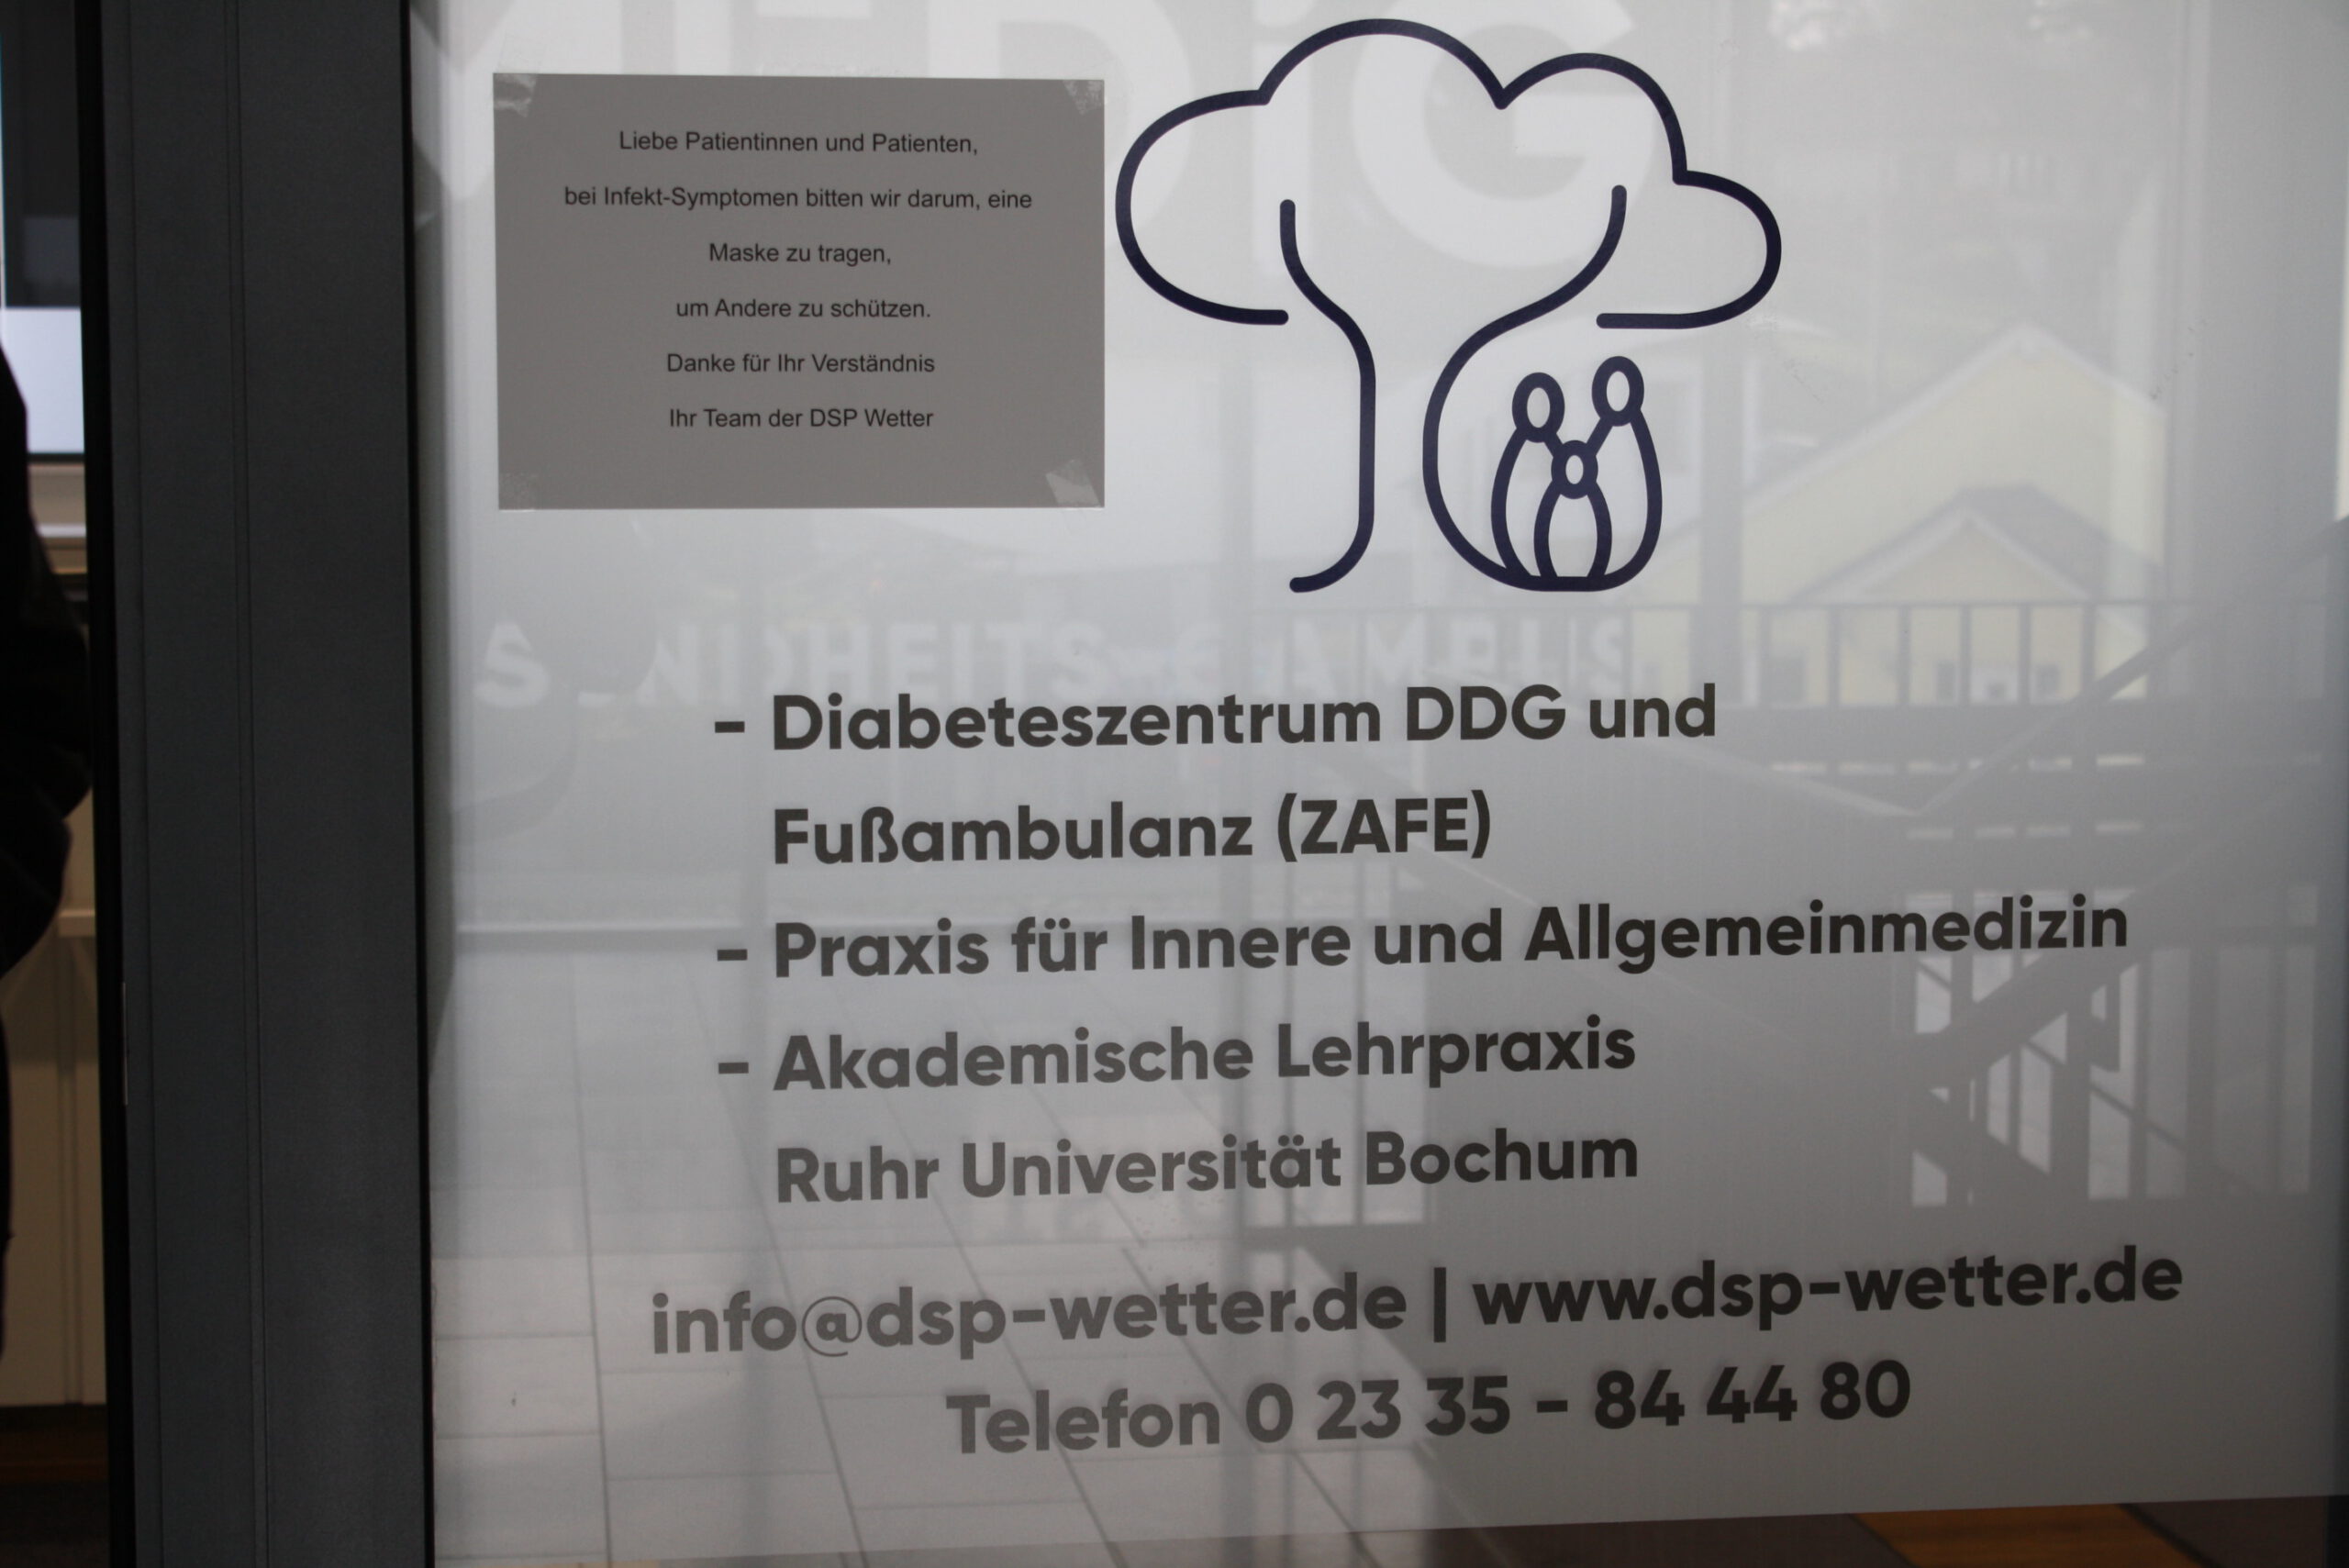 Liebe Patientinnen und Patienten,
bei Infekt-Symptomen bitten wir darum, eine
Maske zu tragen,
um Andere zu schützen.
Danke für Ihr Verständnis
Ihr Team der DSP Wetter
- Diabeteszentrum DDG und
Fußambulanz (ZAFE)
- Praxis für Innere und Allgemeinmedizin
- Akademische Lehrpraxis
Ruhr Universität Bochum
info@dsp-wetter.de | www.dsp-wetter.de
Telefon 0 23 35 - 84 44 80